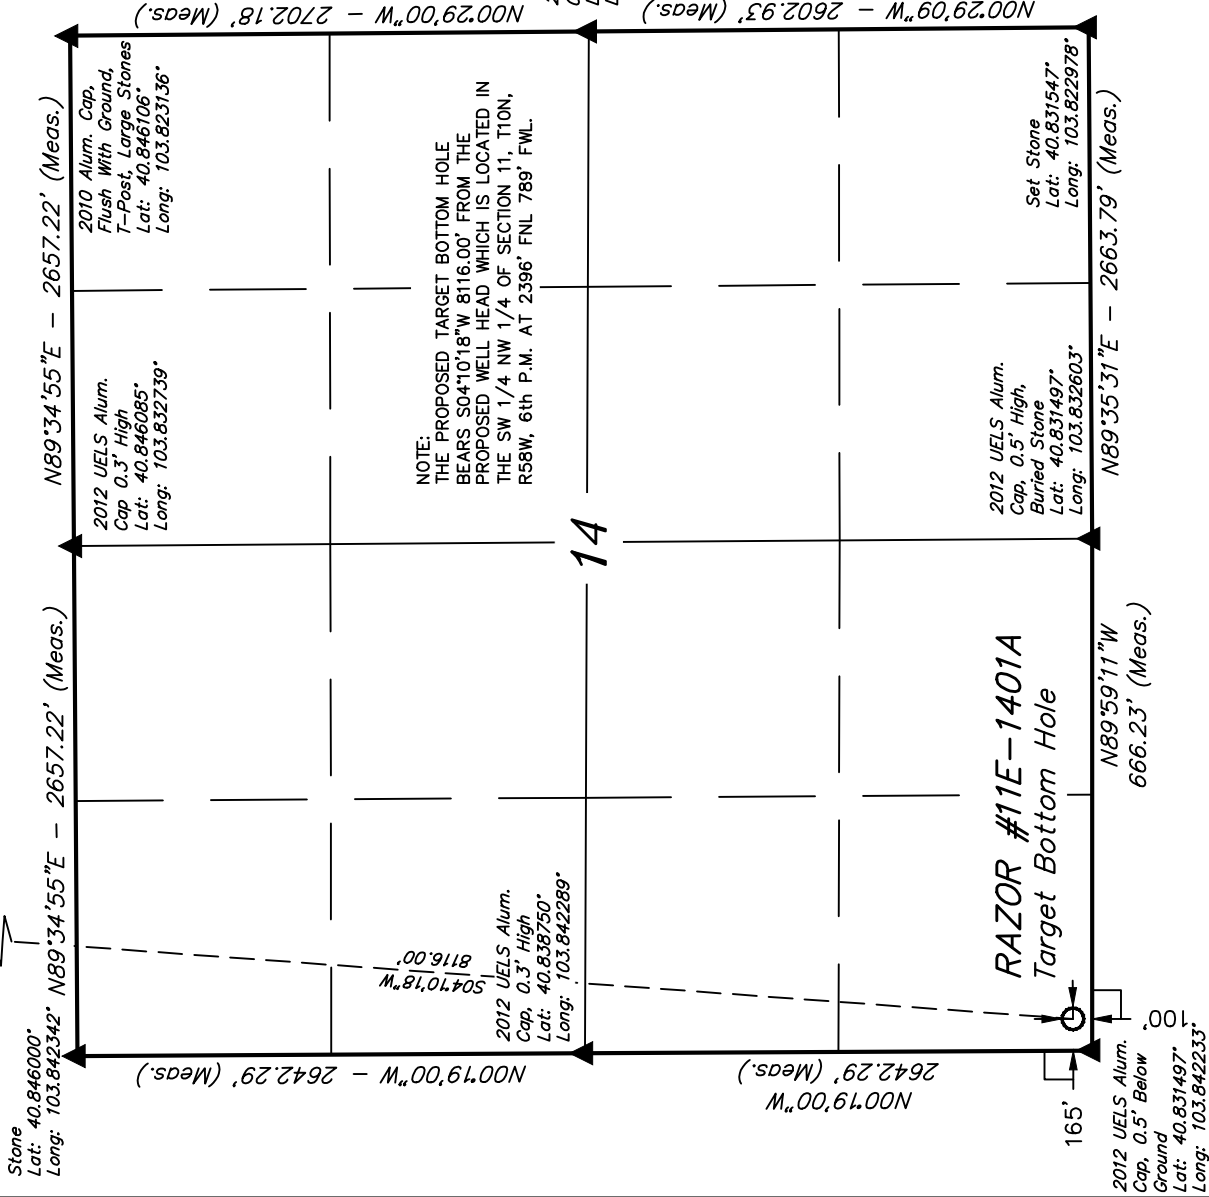 Stone
Lat: 40.846000°
Long: 103.842342°
N89°34'55"E - 2657.22' (Meas.)
N89°34'55"E - 2657.22' (Meas.)
2012 UELS Alum.
Cap 0.3' High
Lat: 40.846085°
Long: 103.832739°
2010 Alum. Cap,
Flush With Ground,
T-Post, Large Stones
Lat: 40.846106°
Long: 103.823136°
N00°29'00"W - 2702.18' (Meas.)
N00°29'09"W - 2602.93' (Meas.)
NOTE:
THE PROPOSED TARGET BOTTOM HOLE
BEARS S04°10'18"W 8116.00' FROM THE
PROPOSED WELL HEAD WHICH IS LOCATED IN
THE SW 1/4 NW 1/4 OF SECTION 11, T10N,
R58W, 6th P.M. AT 2396' FNL 789' FWL.
14
S04°10'18"W
8116.00'
N00°19'00"W - 2642.29' (Meas.)
2012 UELS Alum.
Cap, 0.3' High
Lat: 40.838750°
Long: 103.842289°
N00°19'00"W
2642.29' (Meas.)
RAZOR #11E-1401A
Target Bottom Hole
2012 UELS Alum.
Cap, 0.5' High,
Buried Stone
Lat: 40.831497°
Long: 103.832603°
Set Stone
Lat: 40.831547°
Long: 103.822978°
165'
100'
2012 UELS Alum.
Cap, 0.5' Below
Ground
Lat: 40.831497°
Long: 103.842233°
N89°59'11"W
666.23' (Meas.)
N89°35'31"E - 2663.79' (Meas.)